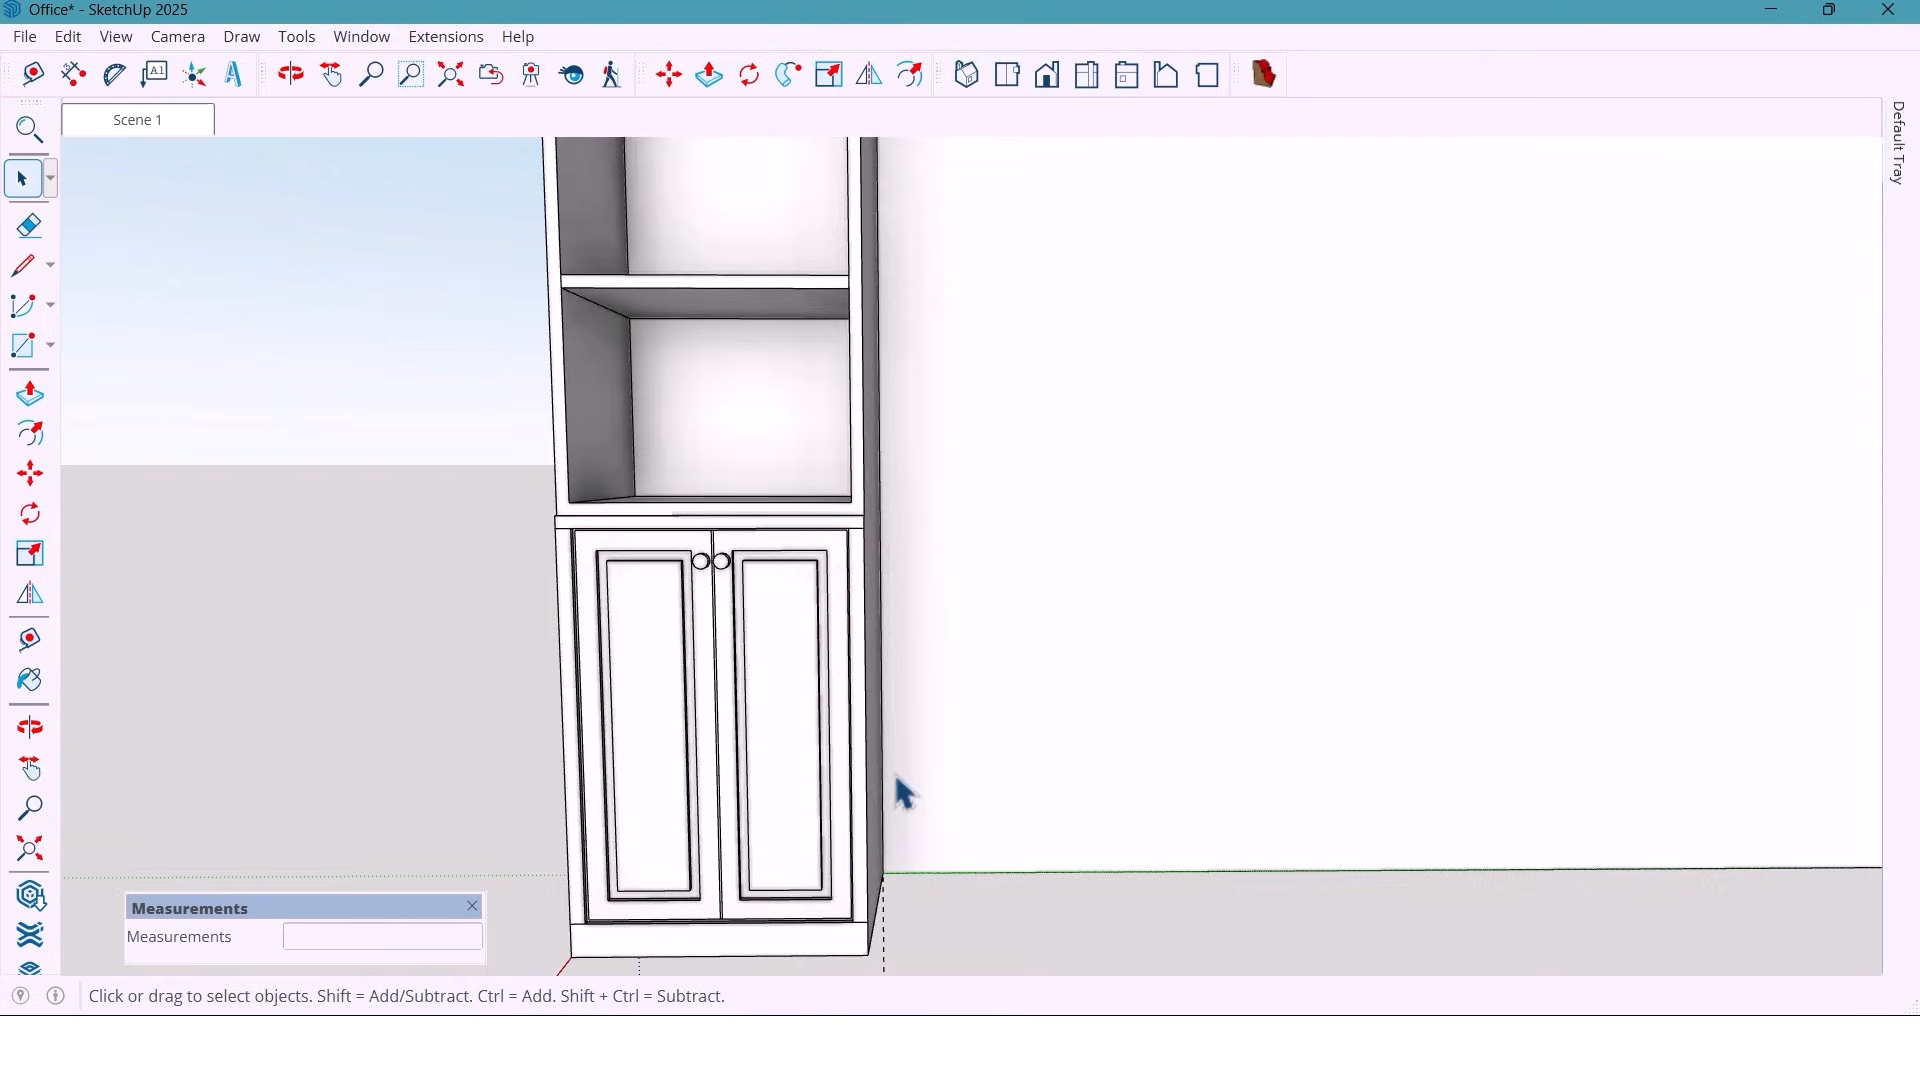 Office* - SketchUp 2025
File Edit View Camera Draw Tools Window Extensions Help
A1
Scene 1
Default Tray
Measurements
Measurements
Click or drag to select objects. Shift = Add/Subtract. Ctrl = Add. Shift + Ctrl = Subtract.